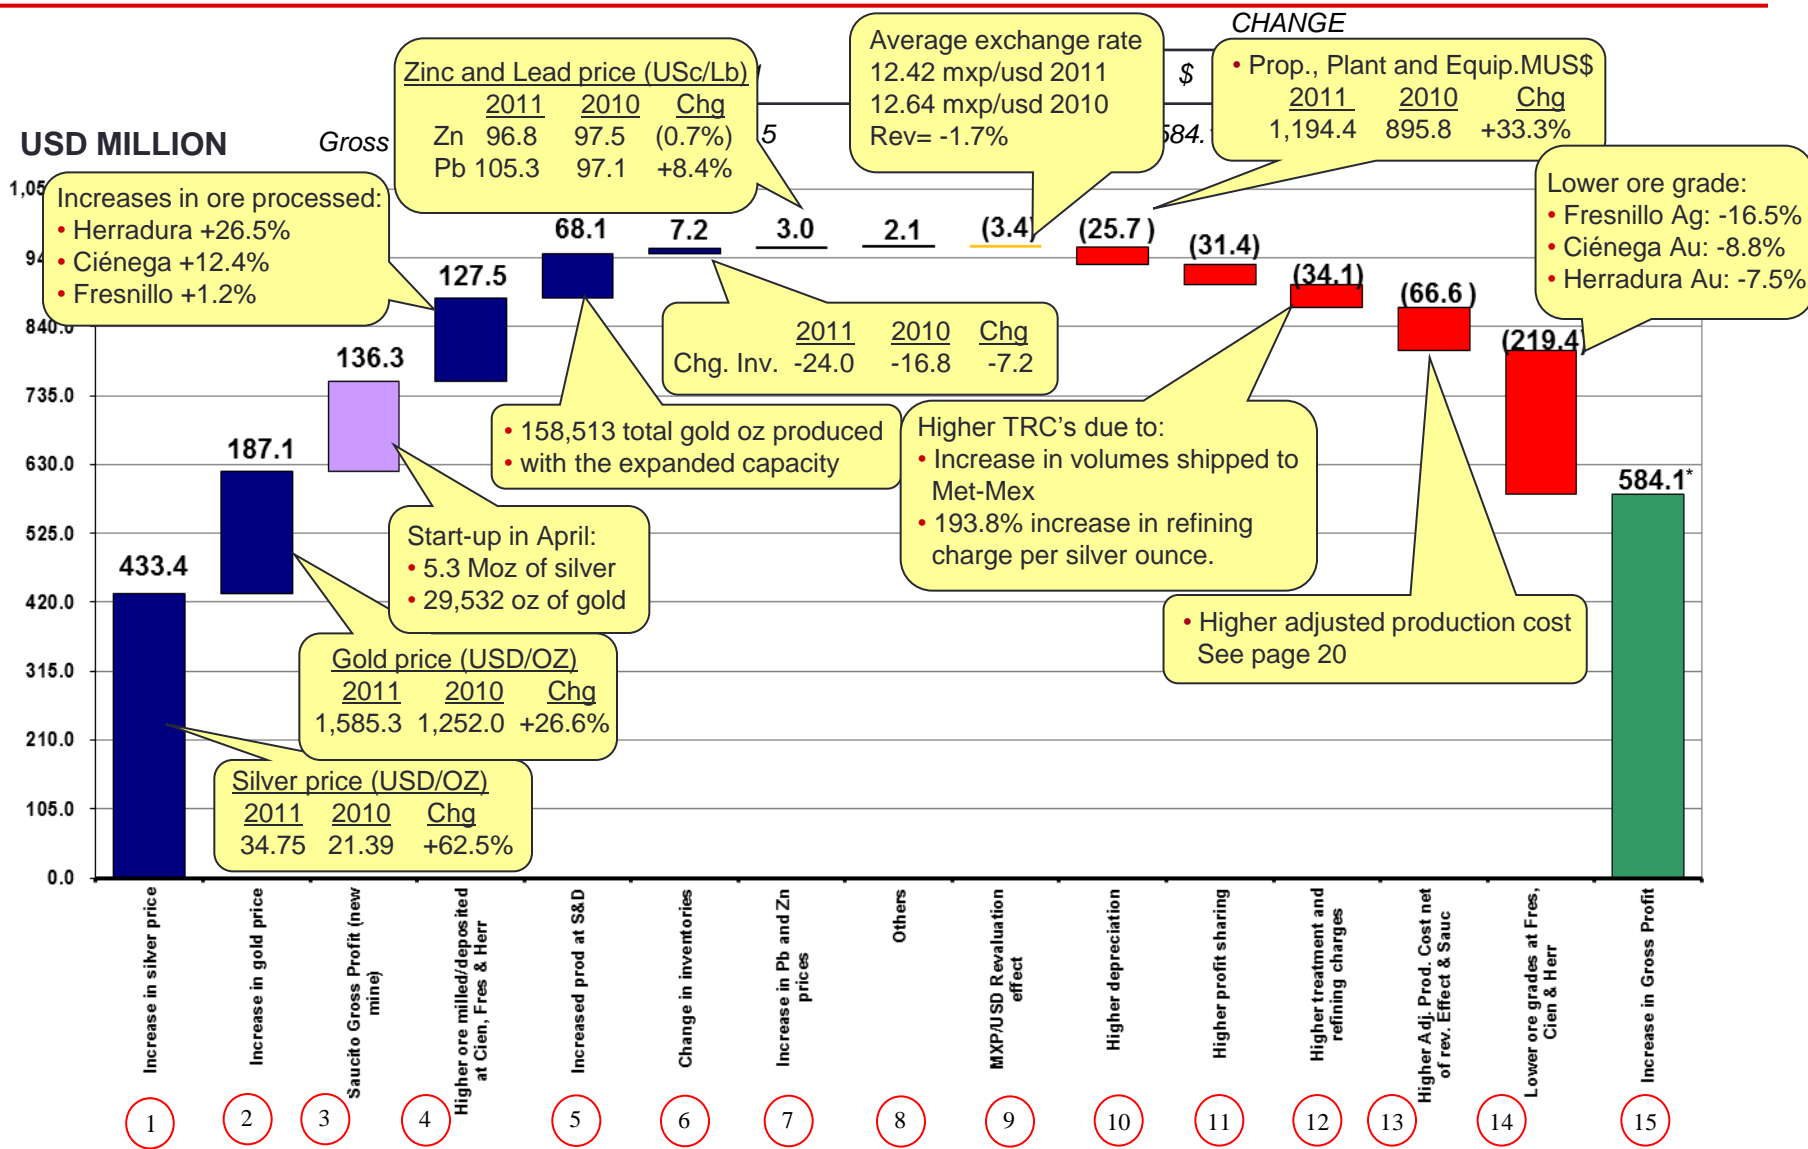 CHANGE
$
USD MILLION
Gross
5
584.
Zinc and Lead price (USc/Lb)
2011 2010 Chg
Zn 96.8 97.5 (0.7%)
Pb 105.3 97.1 +8.4%
Average exchange rate
12.42 mxp/usd 2011
12.64 mxp/usd 2010
Rev= -1.7%
• Prop., Plant and Equip.MUS$
2011 2010 Chg
1,194.4 895.8 +33.3%
Increases in ore processed:
• Herradura +26.5%
• Ciénega +12.4%
• Fresnillo +1.2%
Lower ore grade:
• Fresnillo Ag: -16.5%
• Ciénega Au: -8.8%
• Herradura Au: -7.5%
2011 2010 Chg
Chg. Inv. -24.0 -16.8 -7.2
• 158,513 total gold oz produced
• with the expanded capacity
Higher TRC's due to:
• Increase in volumes shipped to
Met-Mex
• 193.8% increase in refining
charge per silver ounce.
Start-up in April:
• 5.3 Moz of silver
• 29,532 oz of gold
• Higher adjusted production cost
See page 20
Gold price (USD/OZ)
2011 2010 Chg
1,585.3 1,252.0 +26.6%
Silver price (USD/OZ)
2011 2010 Chg
34.75 21.39 +62.5%
1,05
94
840.0
735.0
630.0
525.0
420.0
315.0
210.0
105.0
0.0
433.4
187.1
136.3
127.5
68.1
7.2
3.0
2.1
(3.4)
(25.7)
(31.4)
(34.1)
(66.6)
(219.4)
584.1*
Increase in silver price
Increase in gold price
Saucito Gross Profit (new
mine)
Higher ore milled/deposited
at Cien, Fres & Herr
Increased prod at S&D
Change in inventories
Increase in Pb and Zn
prices
Others
MXP/USD Revaluation
effect
Higher depreciation
Higher profit sharing
Higher treatment and
refining charges
Higher Adj. Prod. Cost net
of rev. Effect & Sauc
Lower ore grades at Fres,
Cien & Herr
Increase in Gross Profit
1
2
3
4
5
6
7
8
9
10
11
12
13
14
15